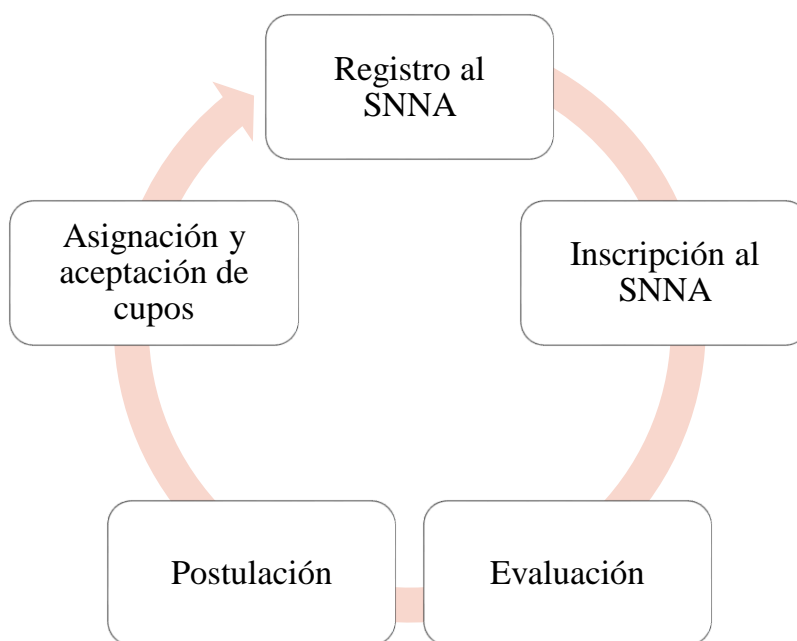 Registro al
SNNA
Inscripción al
SNNA
Evaluación
Postulación
Asignación y
aceptación de
cupos